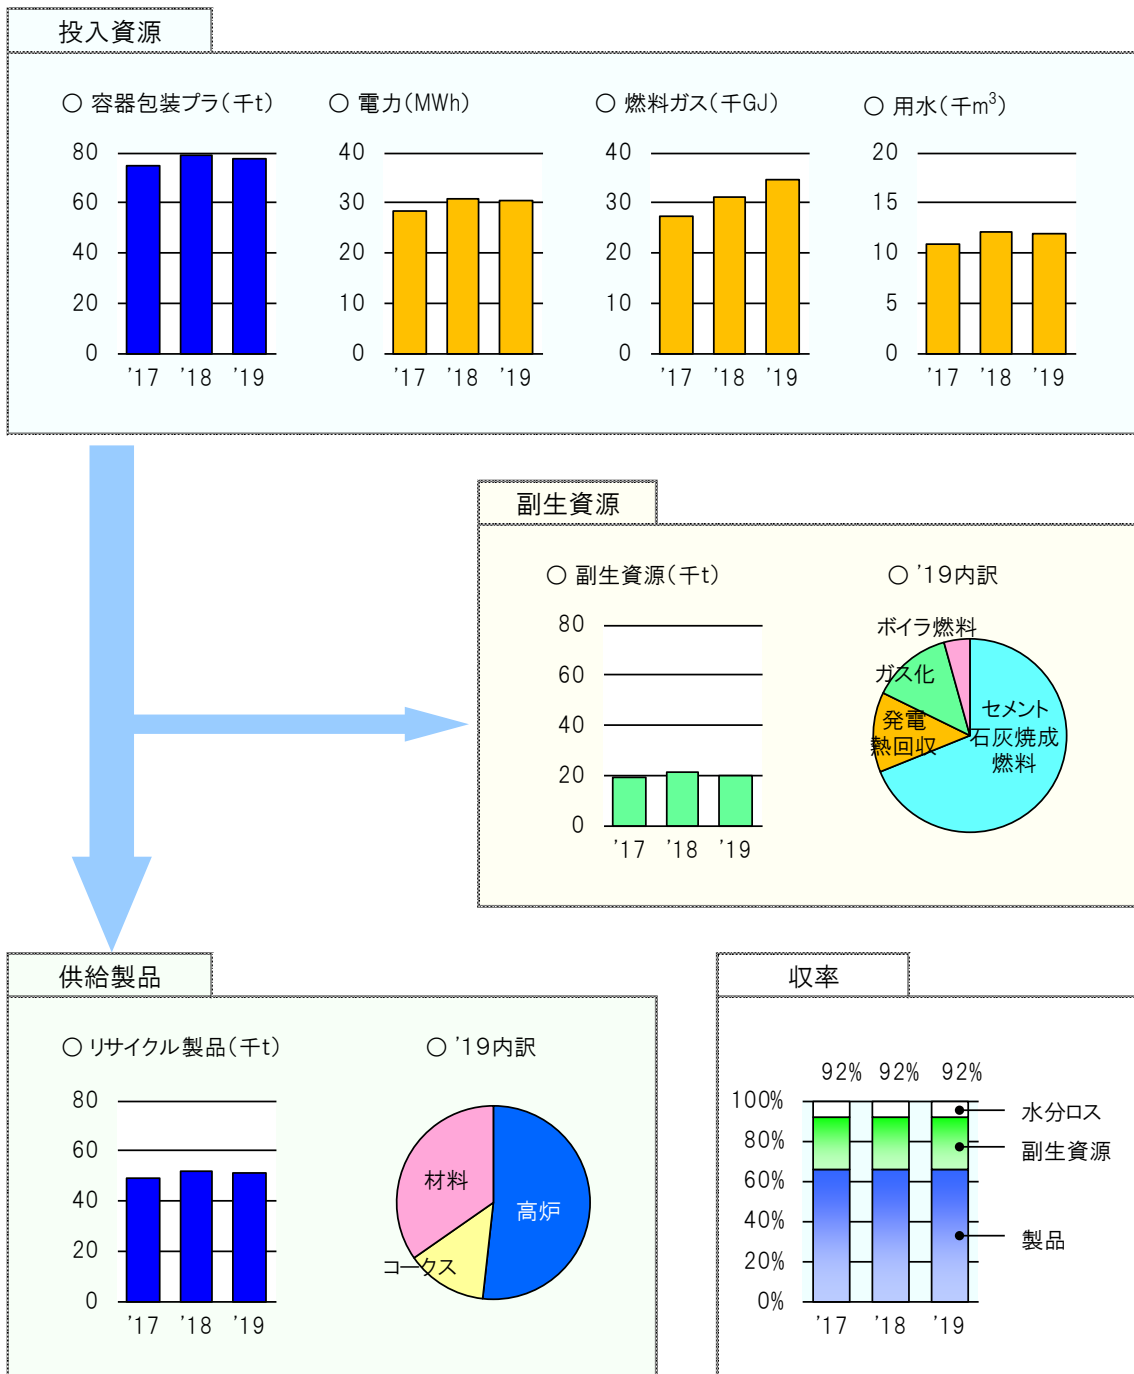 投入資源
○ 容器包装プラ(千t)
80
60
40
20
0
'17 '18 '19
○ 電力(MWh)
40
30
20
10
0
'17 '18 '19
○ 燃料ガス(千GJ)
40
30
20
10
0
'17 '18 '19
○ 用水(千m³)
20
15
10
5
0
'17 '18 '19
副生資源
○ 副生資源(千t)
80
60
40
20
0
'17 '18 '19
○ '19内訳
ボイラ燃料
ガス化
発電
熱回収
セメント
石灰焼成
燃料
供給製品
○ リサイクル製品(千t)
80
60
40
20
0
'17 '18 '19
○ '19内訳
材料
高炉
コークス
収率
92% 92% 92%
100%
80%
60%
40%
20%
0%
'17 '18 '19
水分ロス
副生資源
製品